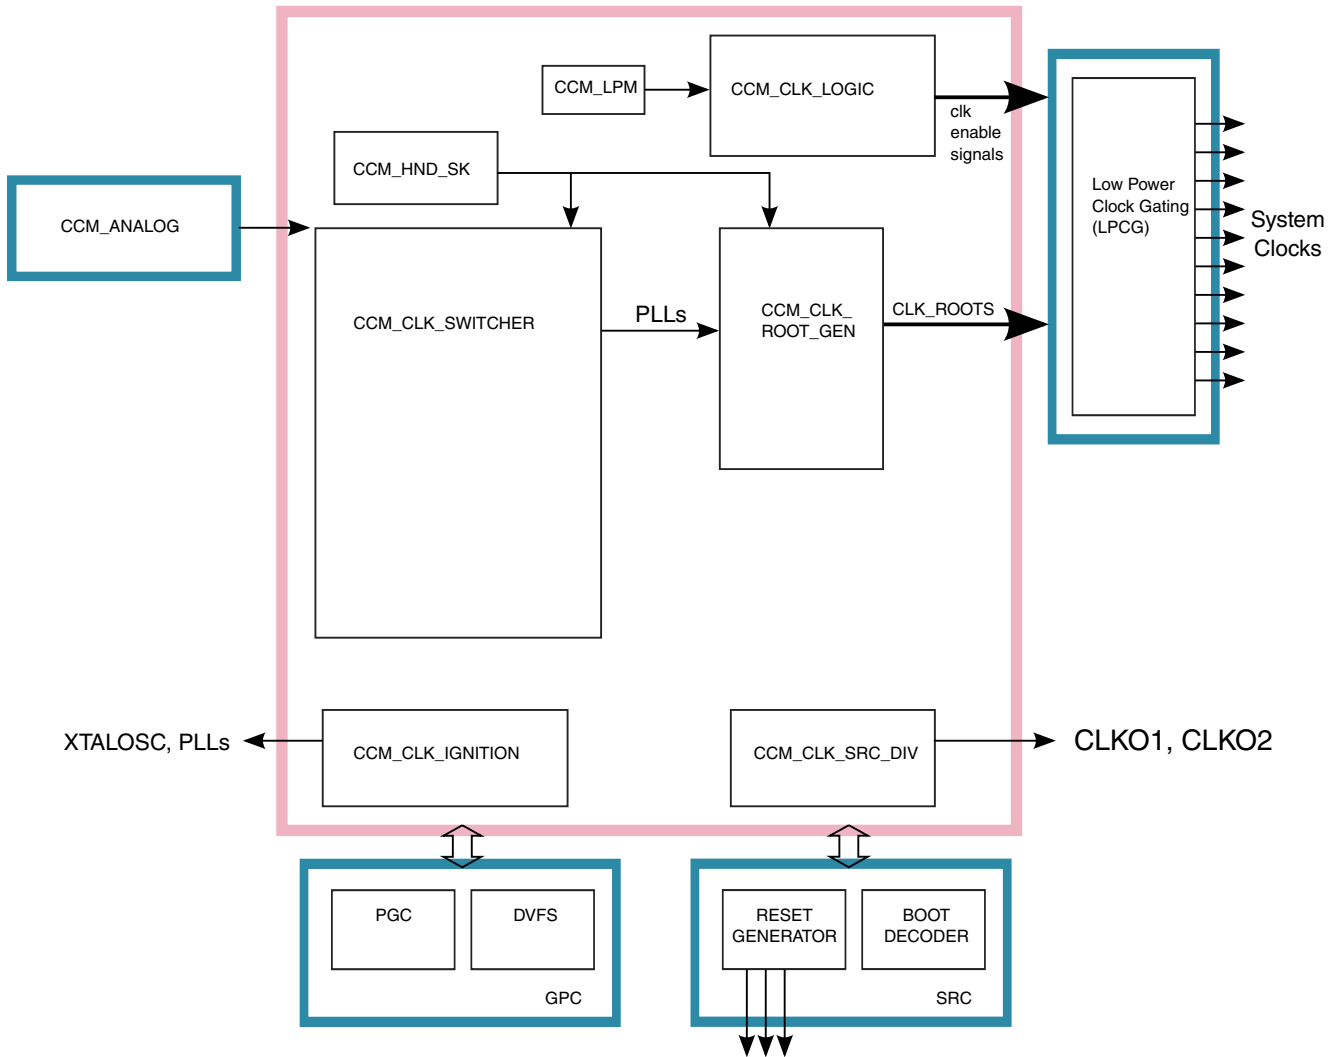 CCM_LPM
CCM_CLK_LOGIC
clk
enable
signals
CCM_HND_SK
CCM_ANALOG
Low Power
Clock Gating
(LPCG)
System
Clocks
CCM_CLK_SWITCHER
PLLs
CCM_CLK_
ROOT_GEN
CLK_ROOTS
XTALOSC, PLLs
CCM_CLK_IGNITION
CCM_CLK_SRC_DIV
CLKO1, CLKO2
PGC
DVFS
GPC
RESET
GENERATOR
BOOT
DECODER
SRC